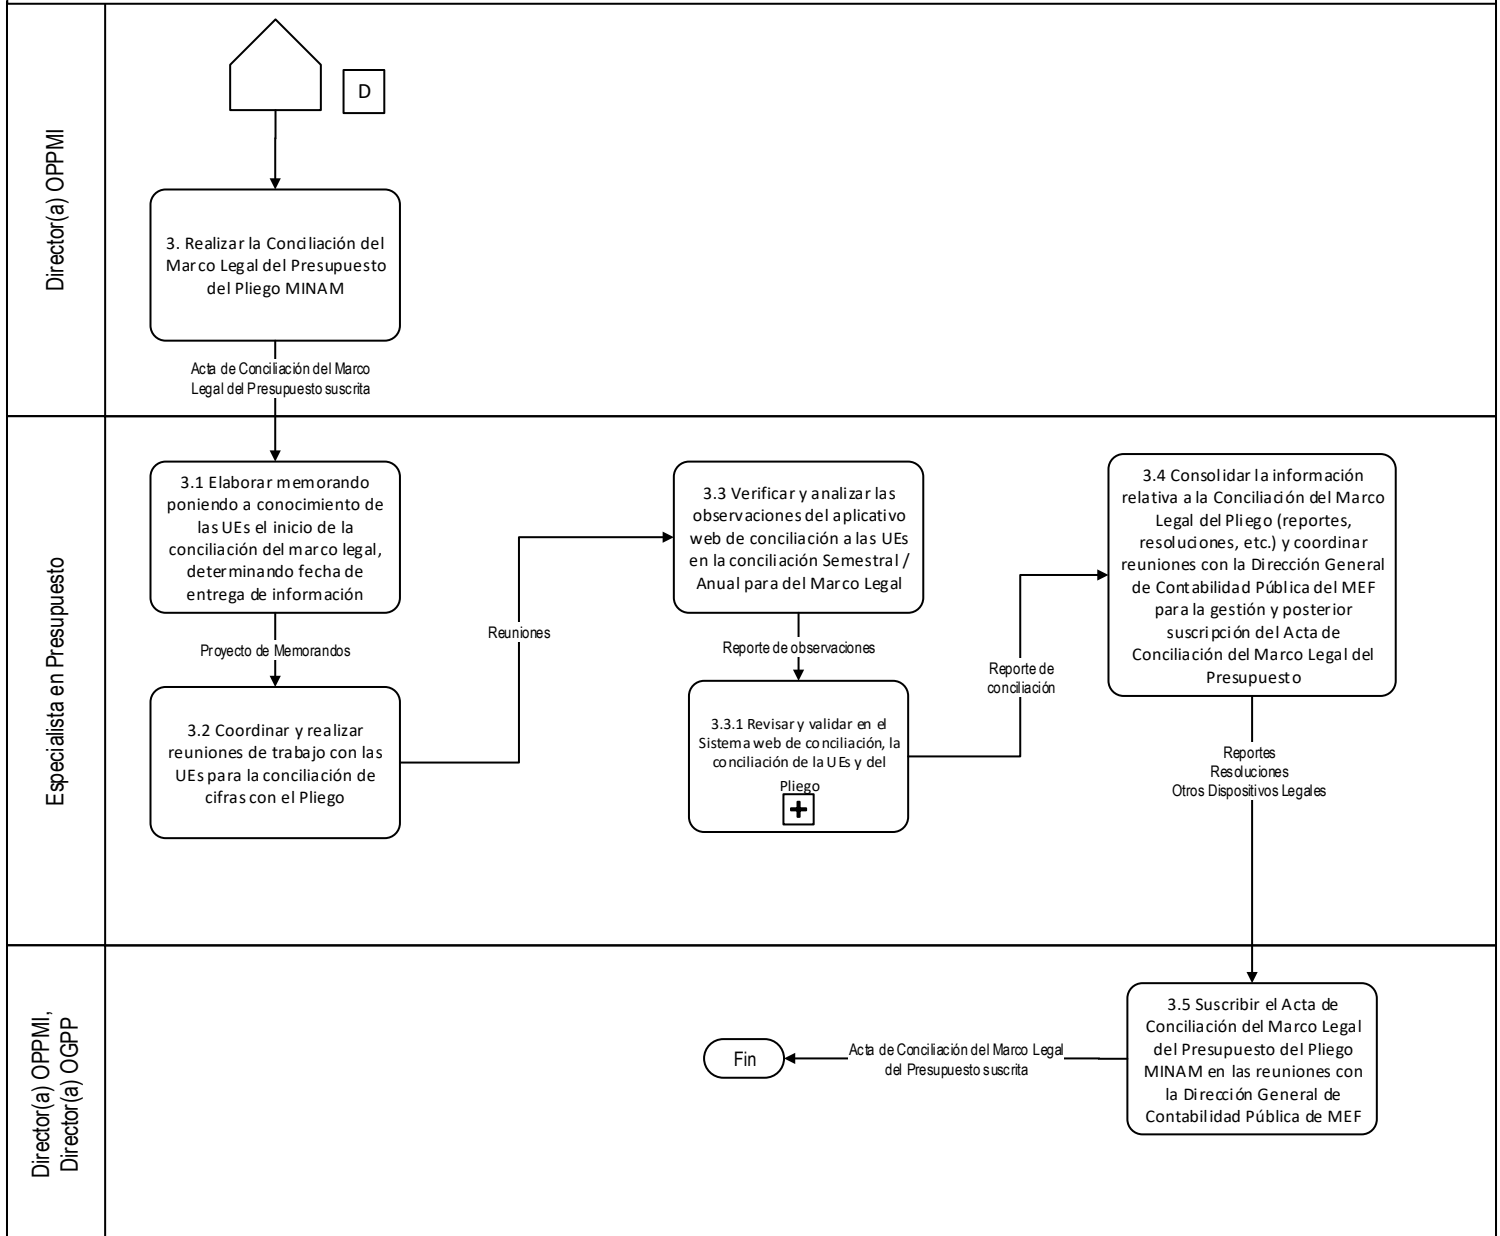 Director(a) OPPMI
D
3. Realizar la Conciliación del
Marco Legal del Presupuesto
del Pliego MINAM
Acta de Conciliación del Marco
Legal del Presupuesto suscrita
Especialista en Presupuesto
3.1 Elaborar memorando
poniendo a conocimiento de
las UEs el inicio de la
conciliación del marco legal,
determinando fecha de
entrega de información
Proyecto de Memorandos
3.2 Coordinar y realizar
reuniones de trabajo con las
UEs para la conciliación de
cifras con el Pliego
Reuniones
3.3 Verificar y analizar las
observaciones del aplicativo
web de conciliación a las UEs
en la conciliación Semestral /
Anual para del Marco Legal
Reporte de observaciones
3.3.1 Revisar y validar en el
Sistema web de conciliación, la
conciliación de la UEs y del
Pliego
Reporte de
conciliación
3.4 Consolidar la información
relativa a la Conciliación del Marco
Legal del Pliego (reportes,
resoluciones, etc.) y coordinar
reuniones con la Dirección General
de Contabilidad Pública del MEF
para la gestión y posterior
suscripción del Acta de
Conciliación del Marco Legal del
Presupuesto
Reportes
Resoluciones
Otros Dispositivos Legales
Director(a) OPPMI,
Director(a) OGPP
3.5 Suscribir el Acta de
Conciliación del Marco Legal
del Presupuesto del Pliego
MINAM en las reuniones con
la Dirección General de
Contabilidad Pública de MEF
Acta de Conciliación del Marco Legal
del Presupuesto suscrita
Fin